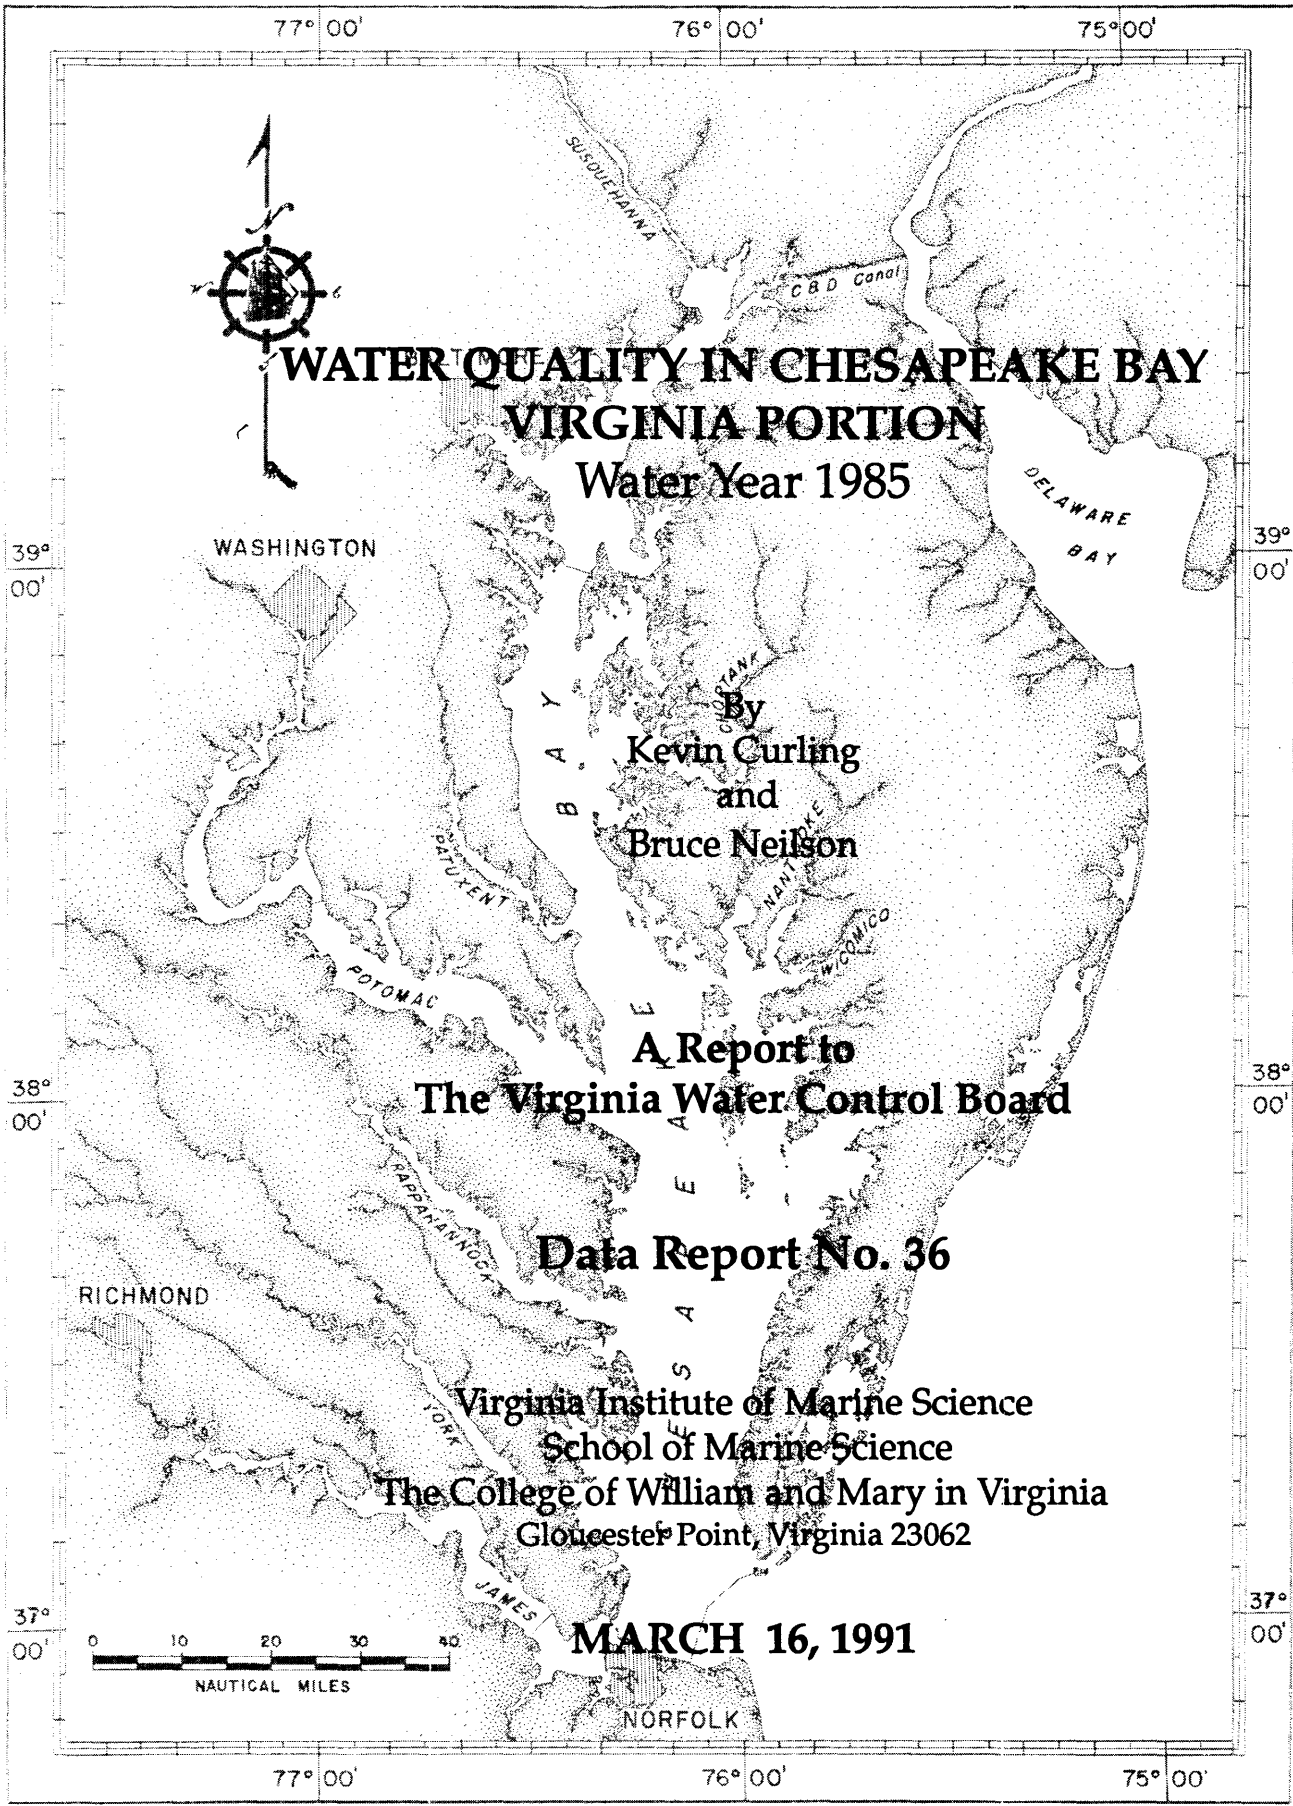 77° 00'
76° 00'
75° 00'
SUSQUEHANNA
C & D Canal
WATER QUALITY IN CHESAPEAKE BAY
VIRGINIA PORTION
Water Year 1985
DELAWARE
BAY
WASHINGTON
39°
00'
39°
00'
By
Kevin Curling
and
Bruce Neilson
BAY
PATUXENT
WICOMICO
POTOMAC
A Report to
The Virginia Water Control Board
38°
00'
38°
00'
RAPPAHANNOCK
Data Report No. 36
RICHMOND
Virginia Institute of Marine Science
School of Marine Science
The College of William and Mary in Virginia
Gloucester Point, Virginia 23062
YORK
JAMES
37°
00'
37°
00'
MARCH 16, 1991
0 10 20 30 40
NAUTICAL MILES
NORFOLK
77° 00'
76° 00'
75° 00'